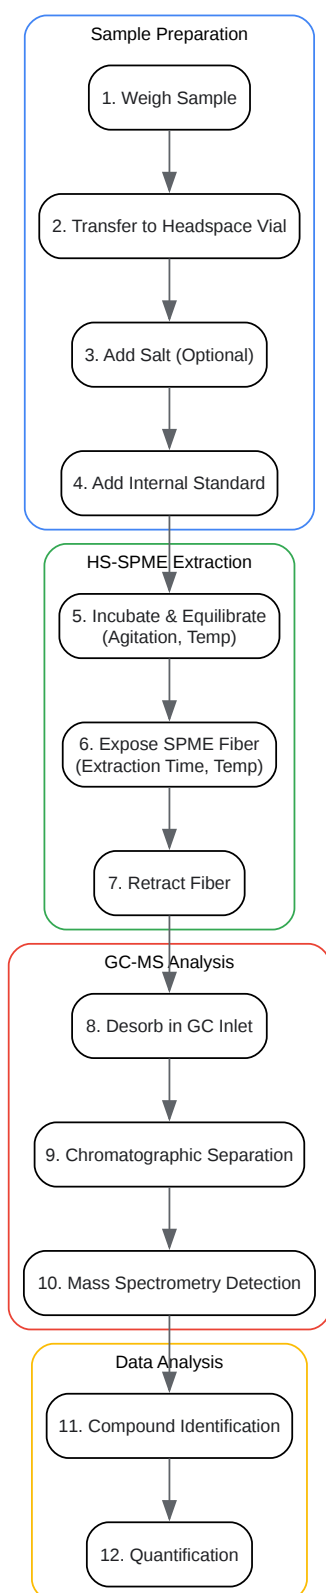 Sample Preparation
1. Weigh Sample
2. Transfer to Headspace Vial
3. Add Salt (Optional)
4. Add Internal Standard
HS-SPME Extraction
5. Incubate & Equilibrate
(Agitation, Temp)
6. Expose SPME Fiber
(Extraction Time, Temp)
7. Retract Fiber
GC-MS Analysis
8. Desorb in GC Inlet
9. Chromatographic Separation
10. Mass Spectrometry Detection
Data Analysis
11. Compound Identification
12. Quantification